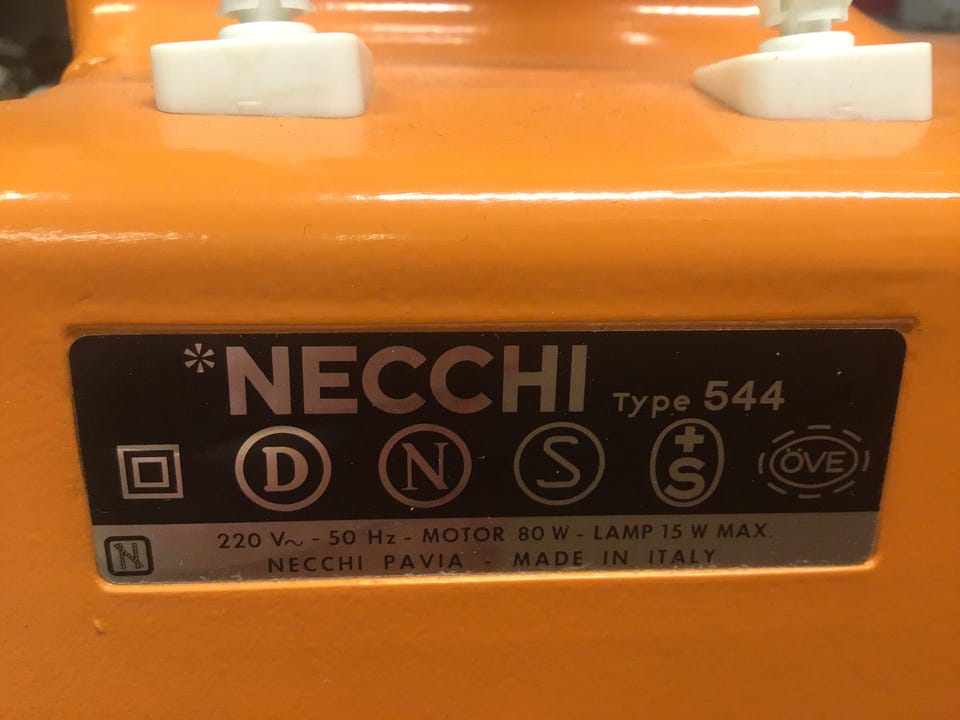 *NECCHI Type 544
D N S +S ÖVE
N 220 V~ - 50 Hz - MOTOR 80 W - LAMP 15 W MAX.
NECCHI PAVIA - MADE IN ITALY